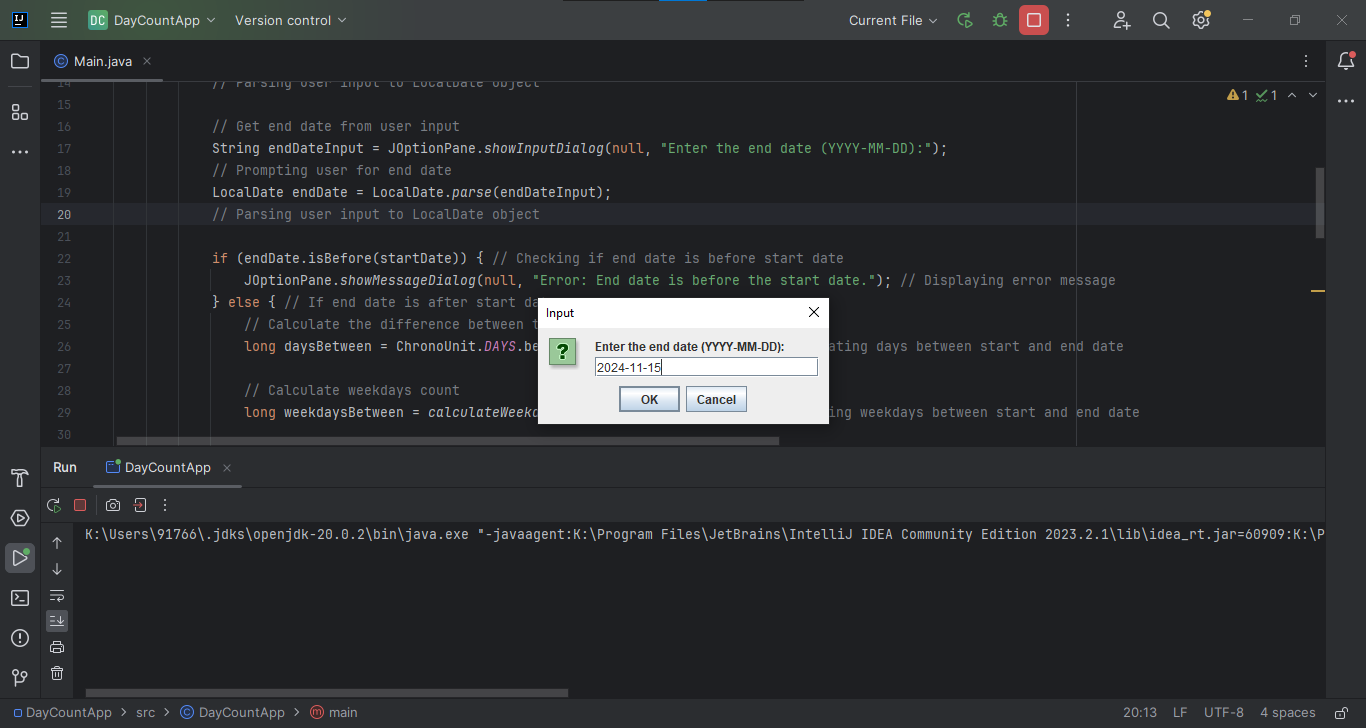 DC DayCountApp Version control Current File
Main.java
14 // Parsing user input to LocalDate object
15
16 // Get end date from user input
17 String endDateInput = JOptionPane.showInputDialog(null, "Enter the end date (YYYY-MM-DD):");
18 // Prompting user for end date
19 LocalDate endDate = LocalDate.parse(endDateInput);
20 // Parsing user input to LocalDate object
21
22 if (endDate.isBefore(startDate)) { // Checking if end date is before start date
23 JOptionPane.showMessageDialog(null, "Error: End date is before the start date."); // Displaying error message
24 } else { // If end date is after start da
25 // Calculate the difference between t
26 long daysBetween = ChronoUnit.DAYS.be ating days between start and end date
27
28 // Calculate weekdays count
29 long weekdaysBetween = calculateWeekd ing weekdays between start and end date
30
1 1
Input
Enter the end date (YYYY-MM-DD):
2024-11-15
OK Cancel
Run DayCountApp
K:\Users\91766\.jdks\openjdk-20.0.2\bin\java.exe "-javaagent:K:\Program Files\JetBrains\IntelliJ IDEA Community Edition 2023.2.1\lib\idea_rt.jar=60909:K:\P
DayCountApp > src > DayCountApp > main 20:13 LF UTF-8 4 spaces